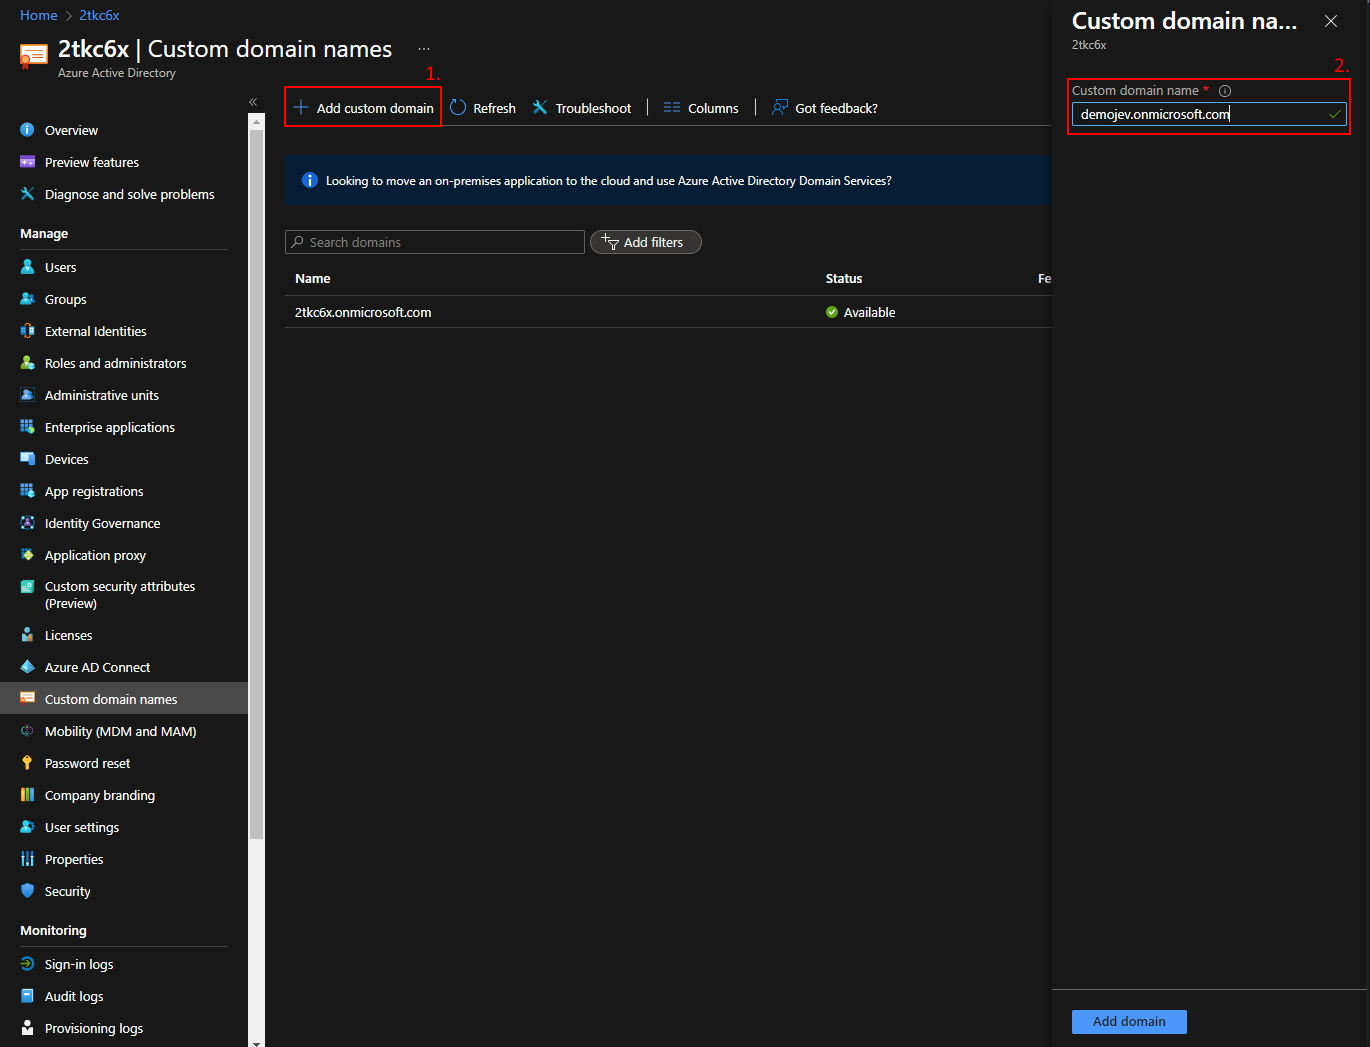 Home > 2tkc6x
2tkc6x | Custom domain names ...
Azure Active Directory
1.
«
Overview
Preview features
Diagnose and solve problems
Manage
Users
Groups
External Identities
Roles and administrators
Administrative units
Enterprise applications
Devices
App registrations
Identity Governance
Application proxy
Custom security attributes
(Preview)
Licenses
Azure AD Connect
Custom domain names
Mobility (MDM and MAM)
Password reset
Company branding
User settings
Properties
Security
Monitoring
Sign-in logs
Audit logs
Provisioning logs
Add custom domain Refresh Troubleshoot Columns Got feedback?
Looking to move an on-premises application to the cloud and use Azure Active Directory Domain Services?
Search domains Add filters
Name Status Fe
2tkc6x.onmicrosoft.com Available
Custom domain na...
2tkc6x
2.
Custom domain name *
demojev.onmicrosoft.com
Add domain